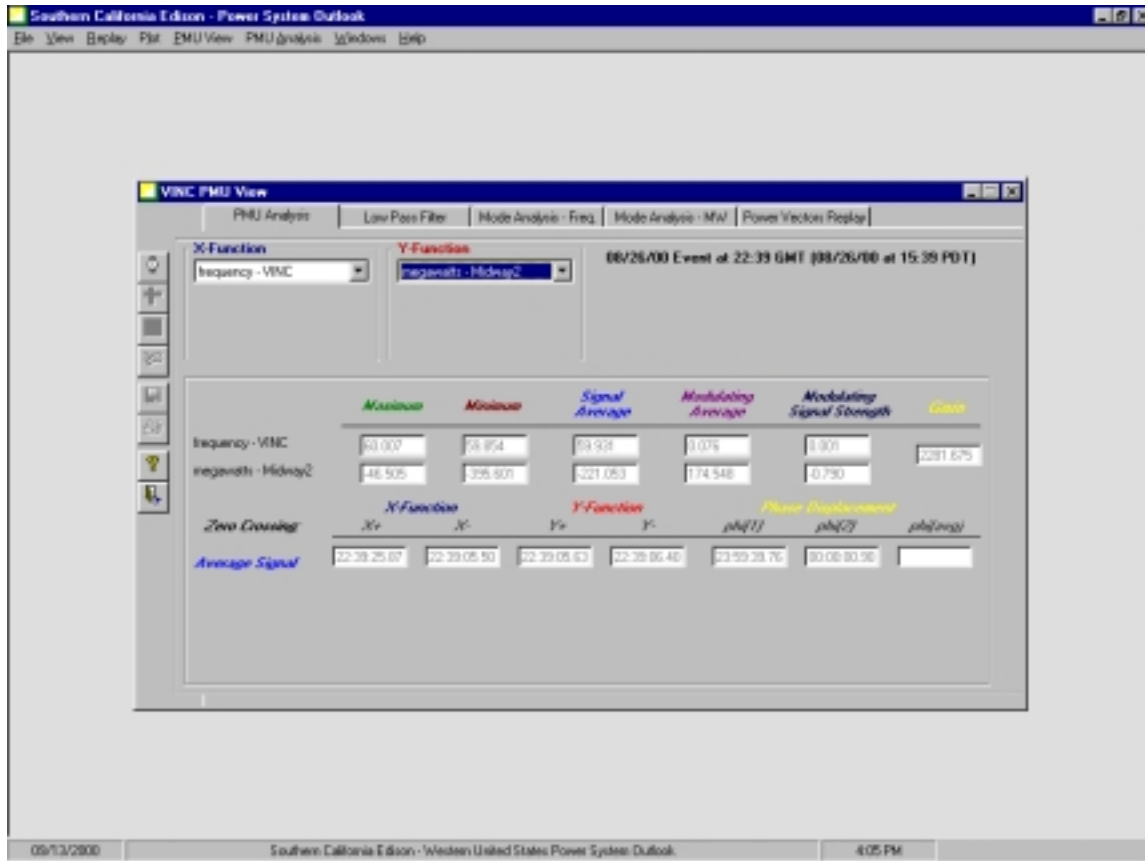 Southern California Edison - Power System Outlook
File View Replay Plot PMU View PMU Analysis Windows Help
VINC PMU View
PMU Analysis Low Pass Filter Mode Analysis - Freq. Mode Analysis - MW Power Vectors Replay
X-Function Y-Function 08/26/00 Event at 22:39 GMT (08/26/00 at 15:39 PDT)
frequency - VINC megawatts - Midway2
Maximum Minimum Signal Average Modulating Average Modulating Signal Strength Gain
frequency - VINC 60.007 59.854 59.931 0.076 0.001
2281.675
megawatts - Midway2 -46.505 -395.601 -221.053 174.548 -0.790
X-Function Y-Function Phase Displacement
Zero Crossing: X+ X- Y+ Y- phi[1] phi[2] phi[avg]
Average Signal 22:39:25.87 22:39:05.50 22:39:05.63 22:39:06.40 23:59:39.76 00:00:00.90
09/13/2000 Southern California Edison - Western United States Power System Outlook 4:05 PM